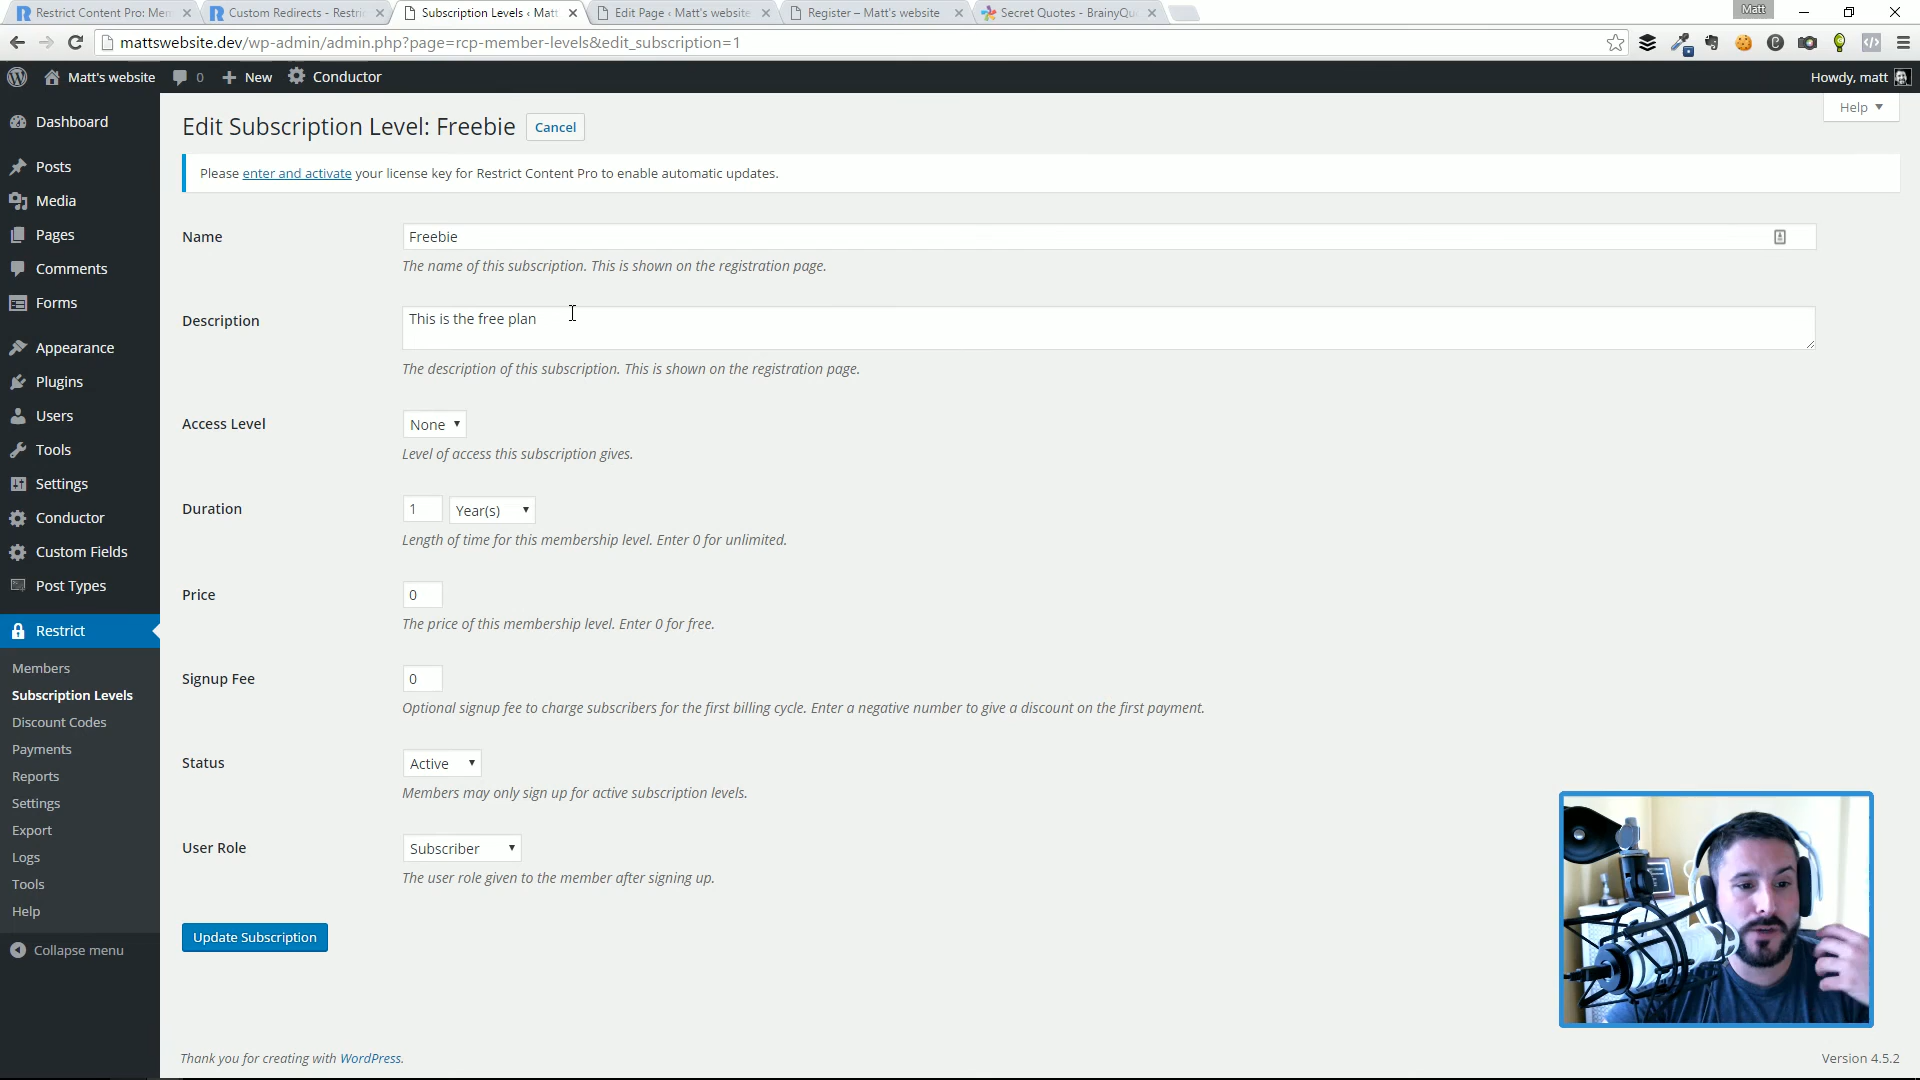 Restrict Content Pro: Mem
Custom Redirects - Restri
Subscription Levels ‹ Matt
Edit Page ‹ Matt's website
Register – Matt's website
Secret Quotes - BrainyQu
Matt
mattswebsite.dev/wp-admin/admin.php?page=rcp-member-levels&edit_subscription=1
Matt's website
0
New
Conductor
Howdy, matt
Help
Dashboard
Posts
Media
Pages
Comments
Forms
Appearance
Plugins
Users
Tools
Settings
Conductor
Custom Fields
Post Types
Restrict
Members
Subscription Levels
Discount Codes
Payments
Reports
Settings
Export
Logs
Tools
Help
Collapse menu
Edit Subscription Level: Freebie
Cancel
Please enter and activate your license key for Restrict Content Pro to enable automatic updates.
Name
Freebie
The name of this subscription. This is shown on the registration page.
Description
This is the free plan
The description of this subscription. This is shown on the registration page.
Access Level
None
Level of access this subscription gives.
Duration
1
Year(s)
Length of time for this membership level. Enter 0 for unlimited.
Price
0
The price of this membership level. Enter 0 for free.
Signup Fee
0
Optional signup fee to charge subscribers for the first billing cycle. Enter a negative number to give a discount on the first payment.
Status
Active
Members may only sign up for active subscription levels.
User Role
Subscriber
The user role given to the member after signing up.
Update Subscription
Thank you for creating with WordPress.
Version 4.5.2